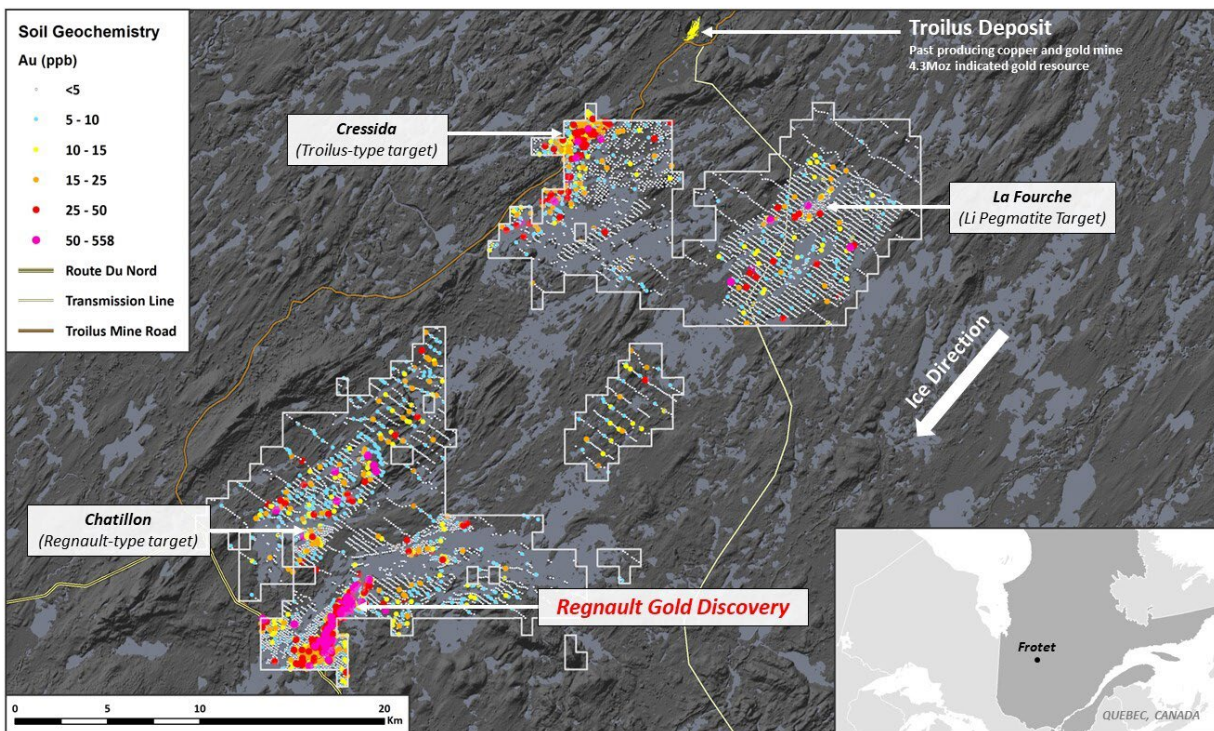 Soil Geochemistry
Au (ppb)
<5
5 - 10
10 - 15
15 - 25
25 - 50
50 - 558
Route Du Nord
Transmission Line
Troilus Mine Road
Troilus Deposit
Past producing copper and gold mine
4.3Moz indicated gold resource
Cressida
(Troilus-type target)
La Fourche
(Li Pegmatite Target)
Ice Direction
Chatillon
(Regnault-type target)
Regnault Gold Discovery
0 5 10 20
Km
Frotet
QUEBEC, CANADA